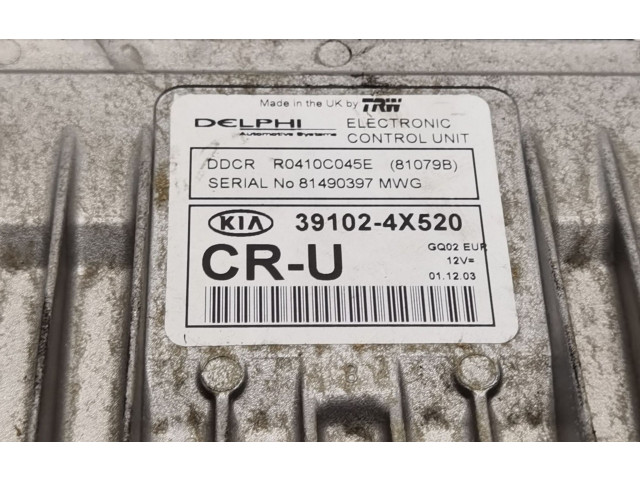 Made in the UK by TRW
DELPHI
Automotive Systems
ELECTRONIC
CONTROL UNIT
DDCR R0410C045E (81079B)
SERIAL No 81490397 MWG
KIA 39102-4X520
CR-U
GQ02 EUR
12V=
01.12.03